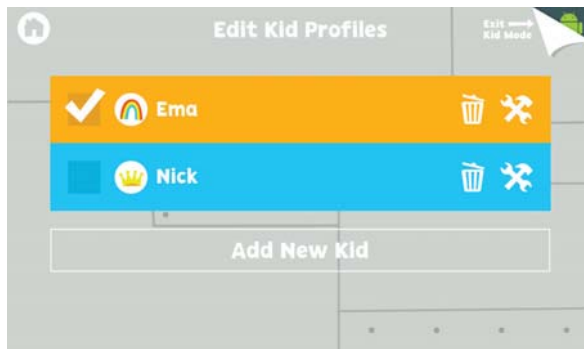 Edit Kid Profiles
Exit
Kid Mode
Ema
Nick
Add New Kid